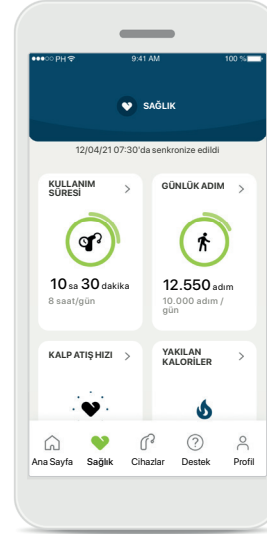 ●●●○○ PH 9:41 AM 100 %
SAĞLIK
12/04/21 07:30'da senkronize edildi
KULLANIM
SÜRESİ
GÜNLÜK ADIM
10 sa 30 dakika
8 saat/gün
12.550 adım
10.000 adım /
gün
KALP ATIŞ HIZI
YAKILAN
KALORİLER
Ana Sayfa Sağlık Cihazlar Destek Profil